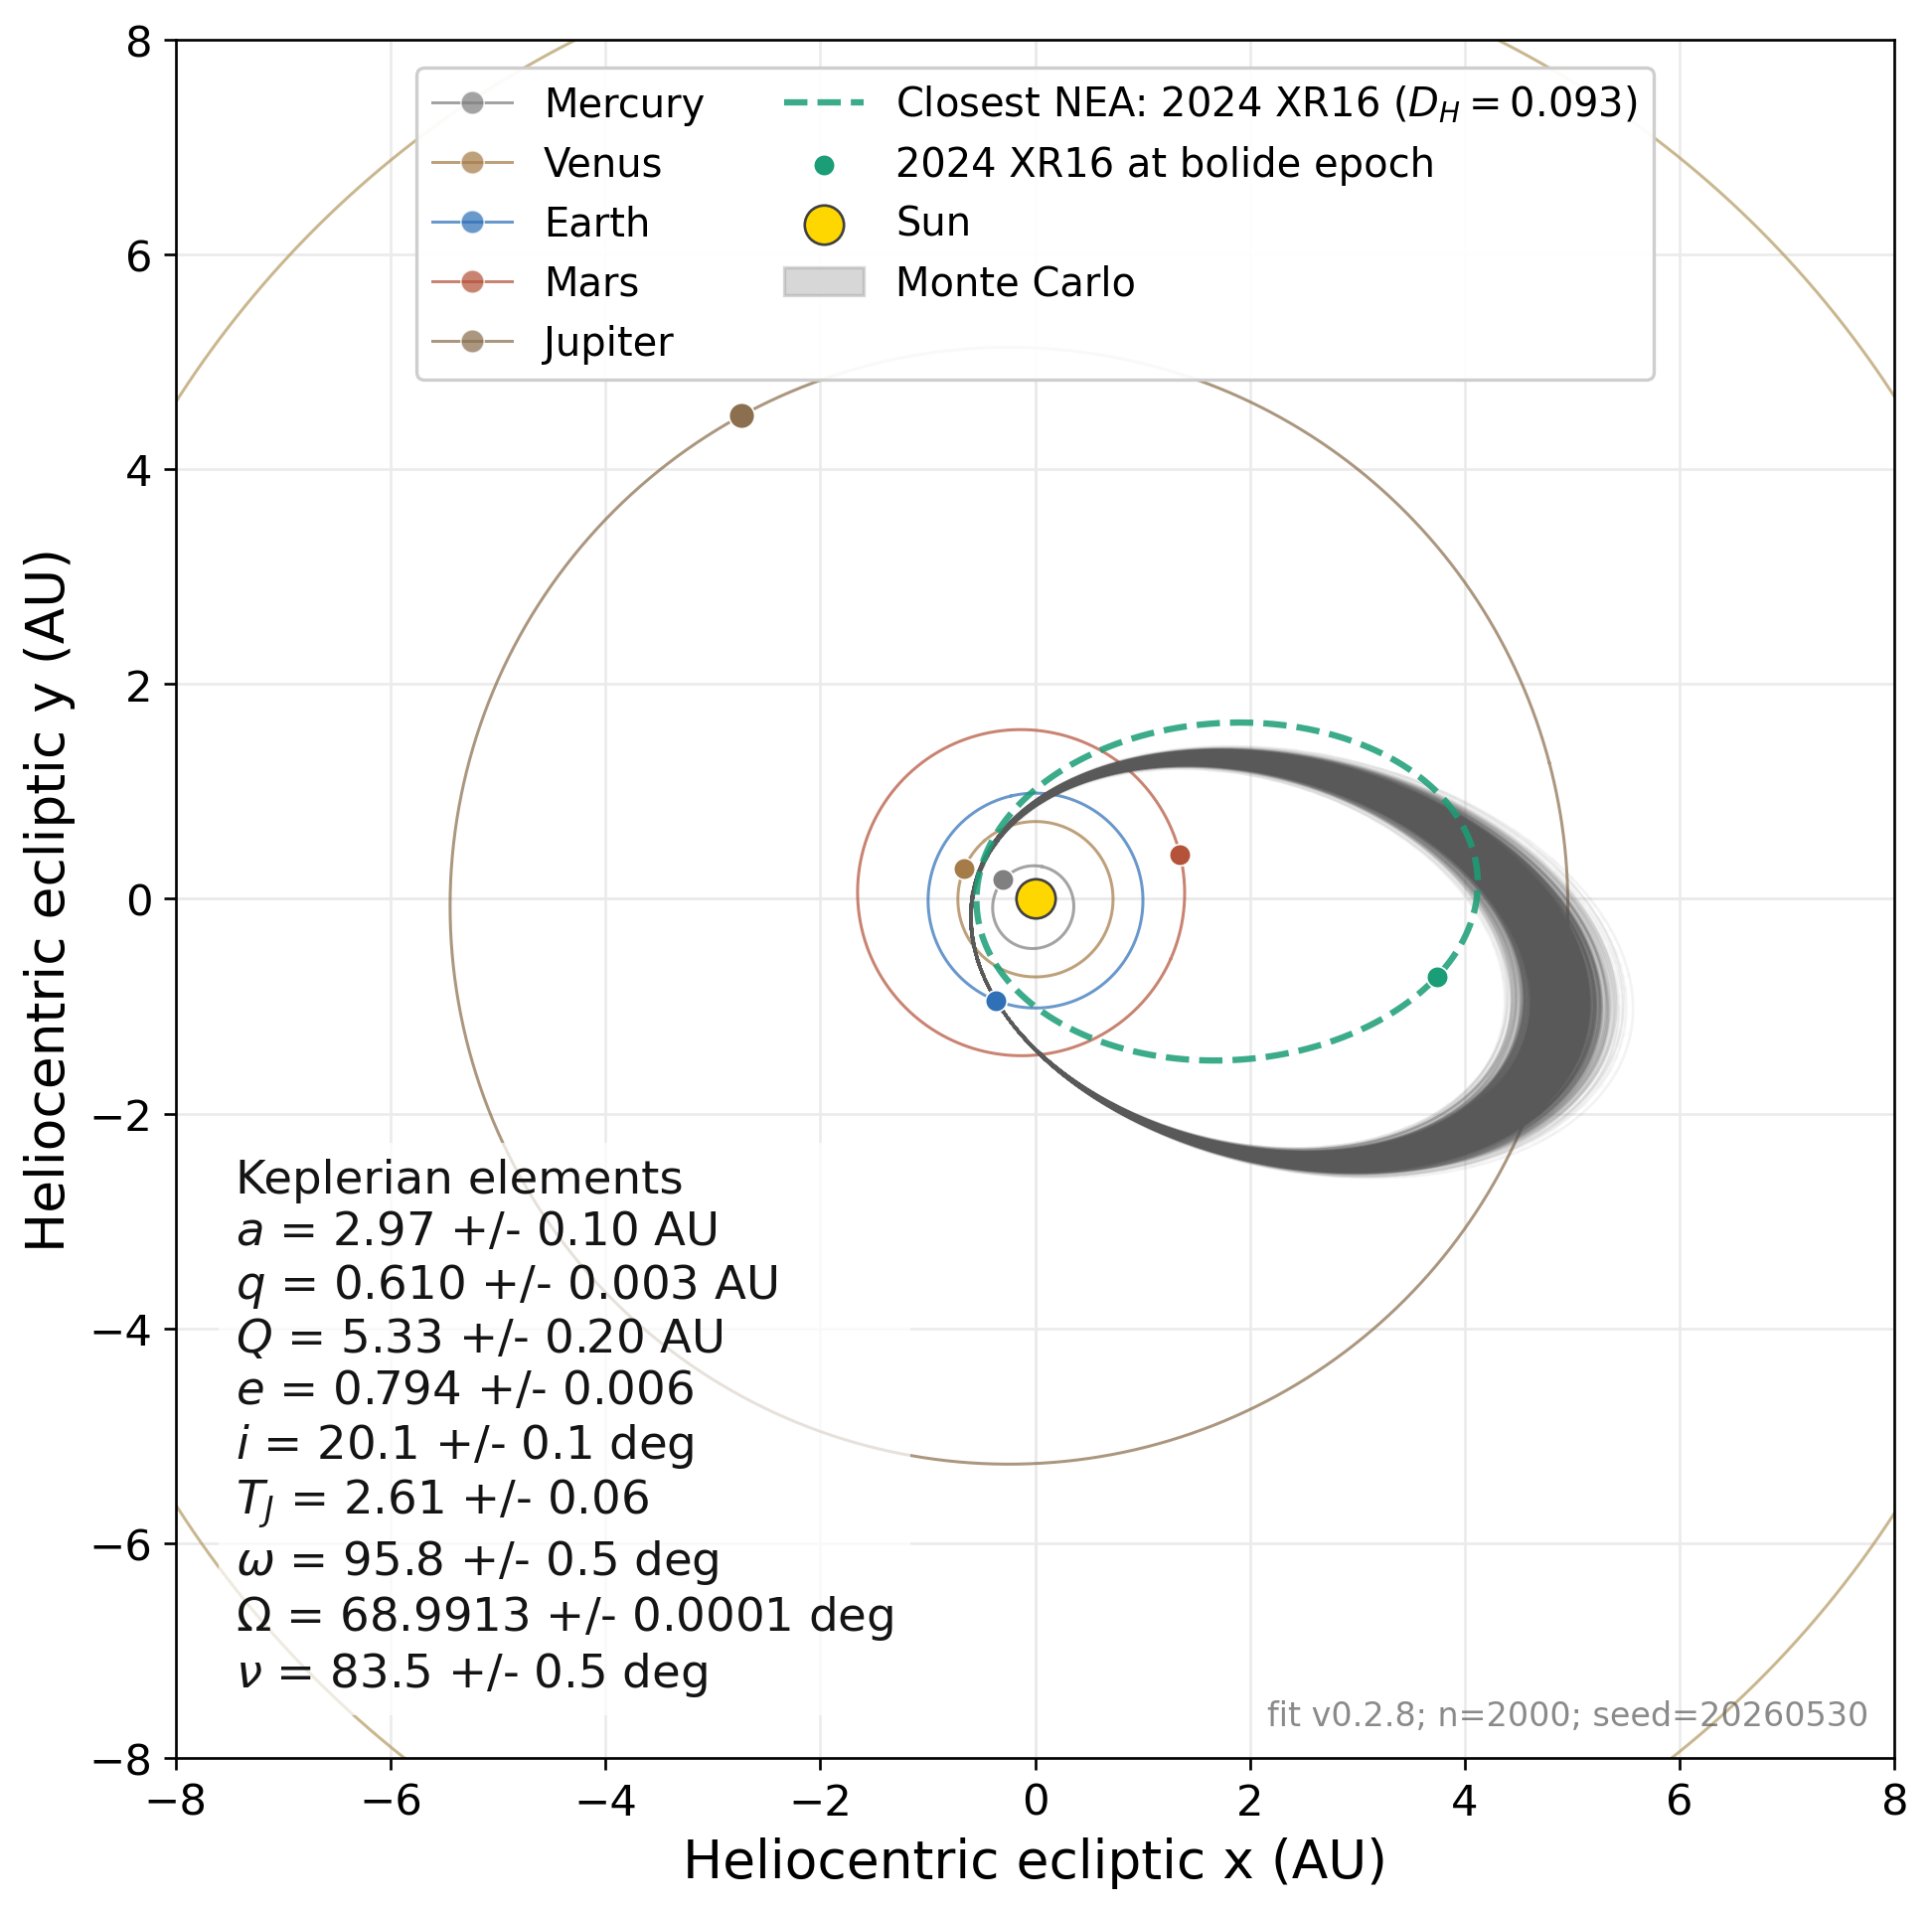 Mercury
Venus
Earth
Mars
Jupiter
Closest NEA: 2024 XR16 (D_H = 0.093)
2024 XR16 at bolide epoch
Sun
Monte Carlo
Heliocentric ecliptic y (AU)
8
6
4
2
0
−2
−4
−6
−8
Keplerian elements
a = 2.97 +/- 0.10 AU
q = 0.610 +/- 0.003 AU
Q = 5.33 +/- 0.20 AU
e = 0.794 +/- 0.006
i = 20.1 +/- 0.1 deg
T_J = 2.61 +/- 0.06
ω = 95.8 +/- 0.5 deg
Ω = 68.9913 +/- 0.0001 deg
ν = 83.5 +/- 0.5 deg
fit v0.2.8; n=2000; seed=20260530
−8 −6 −4 −2 0 2 4 6 8
Heliocentric ecliptic x (AU)